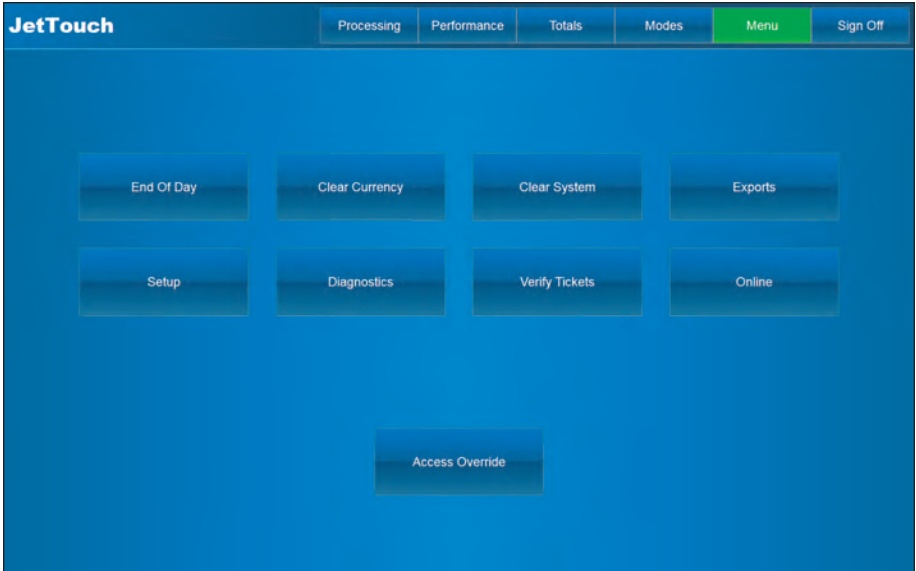 JetTouch Processing Performance Totals Modes Menu Sign Off
End Of Day Clear Currency Clear System Exports
Setup Diagnostics Verify Tickets Online
Access Override